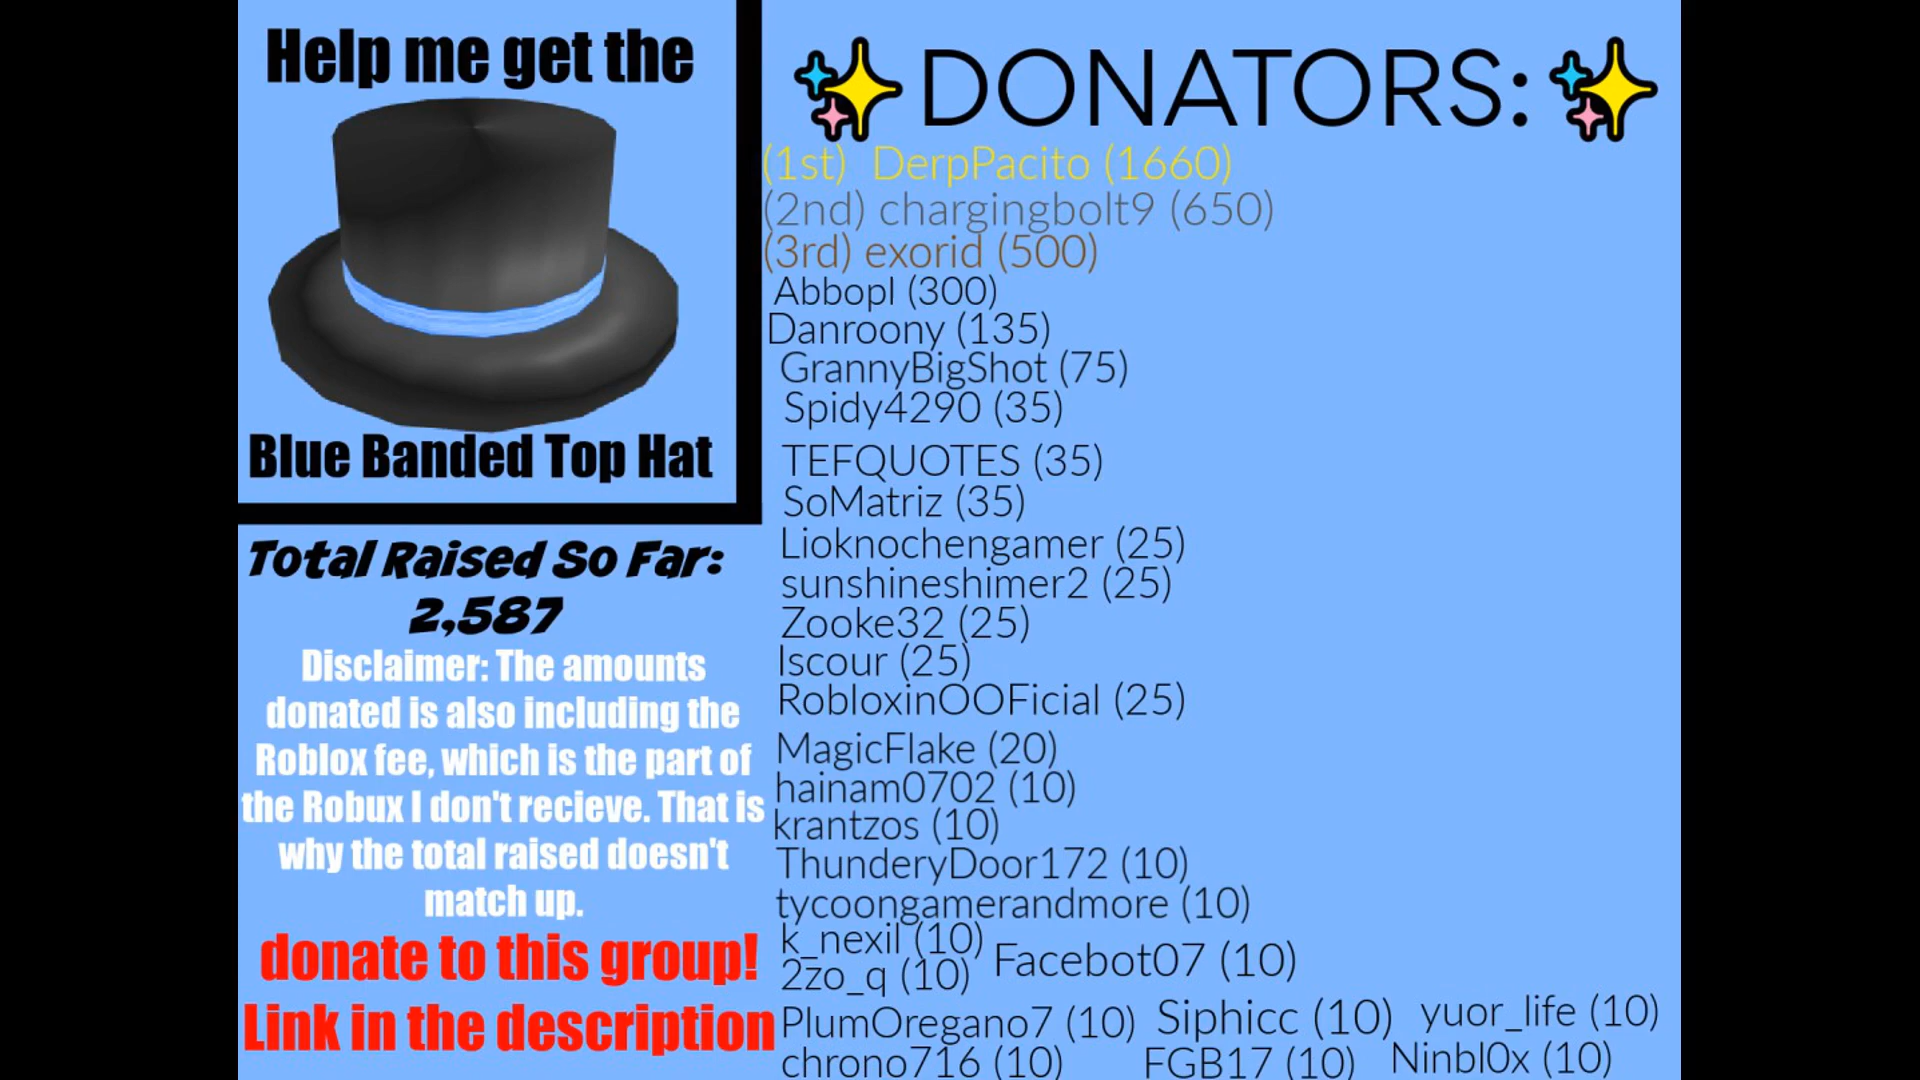 Help me get the
Blue Banded Top Hat
Total Raised So Far:
2,587
Disclaimer: The amounts
donated is also including the
Roblox fee, which is the part of
the Robux I don't recieve. That is
why the total raised doesn't
match up.
donate to this group!
Link in the description
DONATORS:
(1st) DerpPacito (1660)
(2nd) chargingbolt9 (650)
(3rd) exorid (500)
Abbopl (300)
Danroony (135)
GrannyBigShot (75)
Spidy4290 (35)
TEFQUOTES (35)
SoMatriz (35)
Lioknochengamer (25)
sunshineshimer2 (25)
Zooke32 (25)
Iscour (25)
RobloxinOOFicial (25)
MagicFlake (20)
hainam0702 (10)
krantzos (10)
ThunderyDoor172 (10)
tycoongamerandmore (10)
k_nexil (10)
2zo_q (10)
Facebot07 (10)
PlumOregano7 (10) Siphicc (10) yuor_life (10)
chrono716 (10) FGB17 (10) Ninbl0x (10)